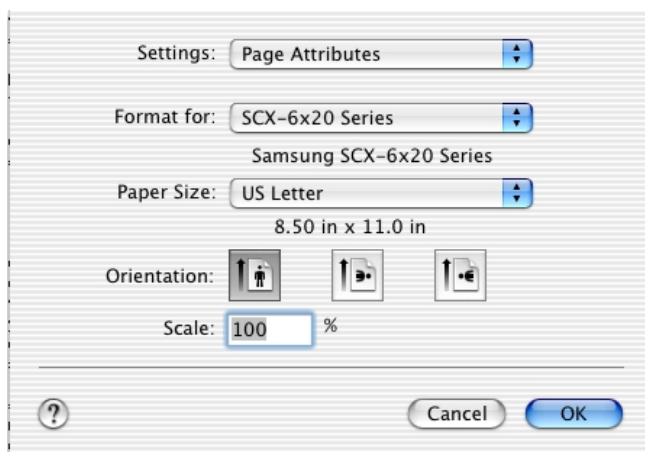 Settings: Page Attributes
Format for: SCX-6x20 Series
Samsung SCX-6x20 Series
Paper Size: US Letter
8.50 in x 11.0 in
Orientation:
Scale: 100 %
?
Cancel OK